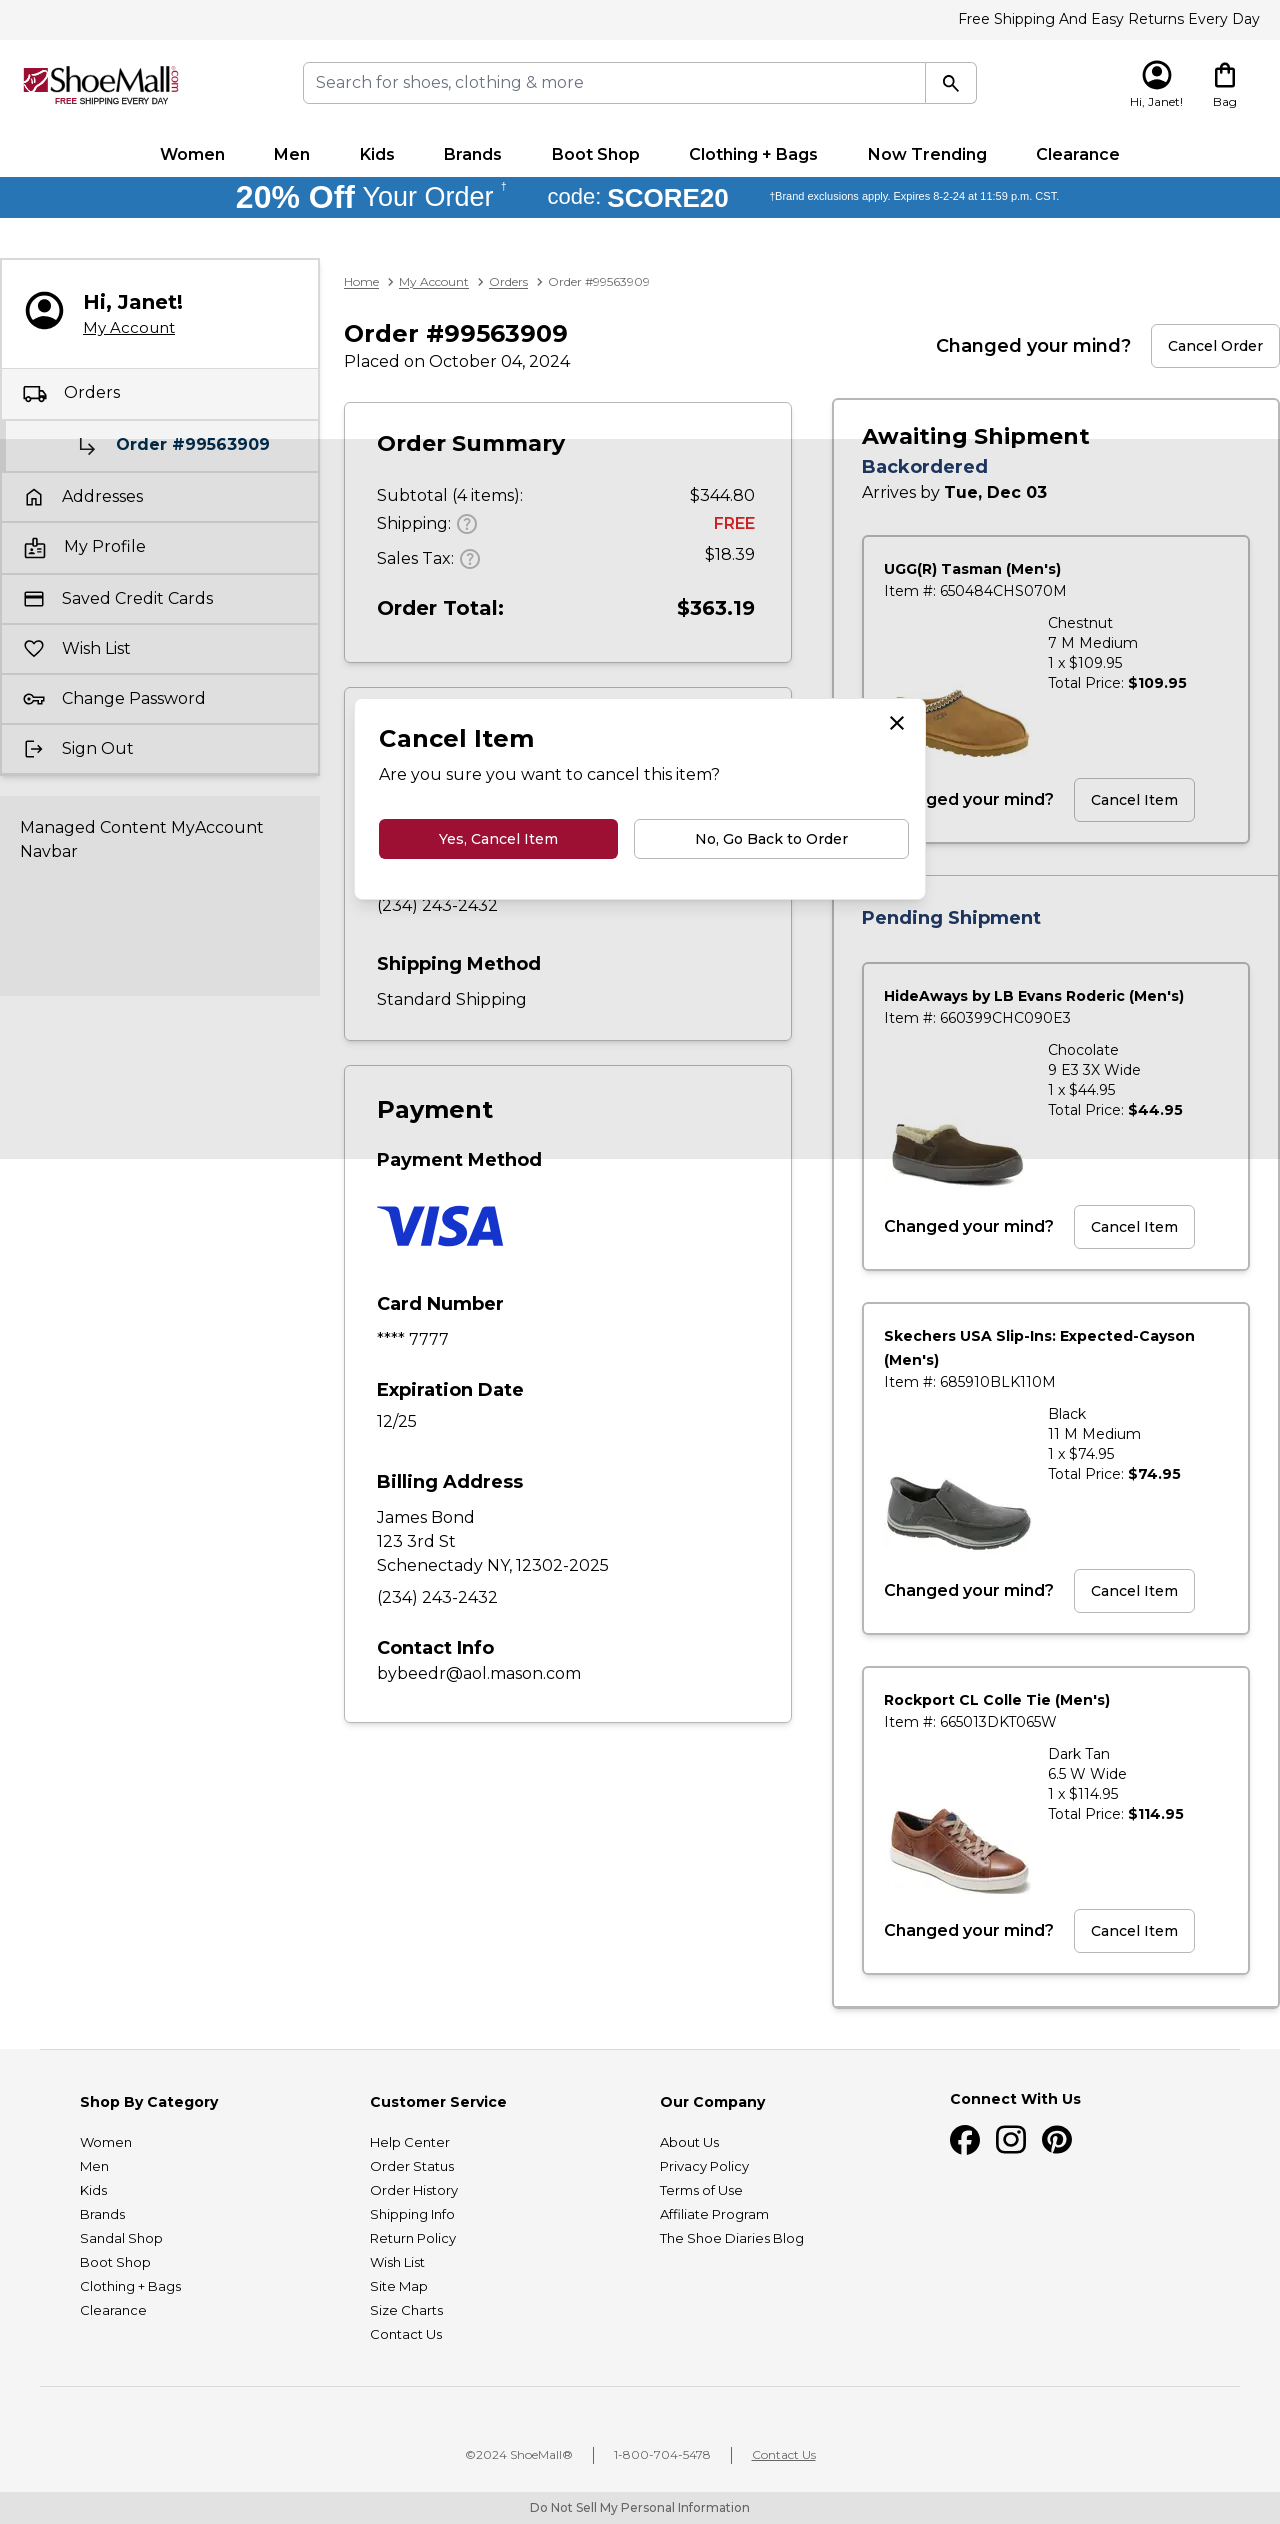 Free Shipping And Easy Returns Every Day
ShoeMall.com
FREE SHIPPING EVERY DAY
Search for shoes, clothing & more
Hi, Janet!
Bag
Women Men Kids Brands Boot Shop Clothing + Bags Now Trending Clearance
20% Off Your Order † code: SCORE20 †Brand exclusions apply. Expires 8-2-24 at 11:59 p.m. CST.
Hi, Janet!
My Account
Orders
Order #99563909
Addresses
My Profile
Saved Credit Cards
Wish List
Change Password
Sign Out
Managed Content MyAccount
Navbar
Home > My Account > Orders > Order #99563909
Order #99563909
Placed on October 04, 2024
Changed your mind?
Cancel Order
Order Summary
Subtotal (4 items): $344.80
Shipping: ? FREE
Sales Tax: ? $18.39
Order Total: $363.19
Cancel Item
Are you sure you want to cancel this item?
Yes, Cancel Item
No, Go Back to Order
(234) 243-2432
Shipping Method
Standard Shipping
Payment
Payment Method
VISA
Card Number
**** 7777
Expiration Date
12/25
Billing Address
James Bond
123 3rd St
Schenectady NY, 12302-2025
(234) 243-2432
Contact Info
bybeedr@aol.mason.com
Awaiting Shipment
Backordered
Arrives by Tue, Dec 03
UGG(R) Tasman (Men's)
Item #: 650484CHS070M
Chestnut
7 M Medium
1 x $109.95
Total Price: $109.95
your mind?
Cancel Item
Pending Shipment
HideAways by LB Evans Roderic (Men's)
Item #: 660399CHC090E3
Chocolate
9 E3 3X Wide
1 x $44.95
Total Price: $44.95
Changed your mind?
Cancel Item
Skechers USA Slip-Ins: Expected-Cayson
(Men's)
Item #: 685910BLK110M
Black
11 M Medium
1 x $74.95
Total Price: $74.95
Changed your mind?
Cancel Item
Rockport CL Colle Tie (Men's)
Item #: 665013DKT065W
Dark Tan
6.5 W Wide
1 x $114.95
Total Price: $114.95
Changed your mind?
Cancel Item
Shop By Category
Women
Men
Kids
Brands
Sandal Shop
Boot Shop
Clothing + Bags
Clearance
Customer Service
Help Center
Order Status
Order History
Shipping Info
Return Policy
Wish List
Site Map
Size Charts
Contact Us
Our Company
About Us
Privacy Policy
Terms of Use
Affiliate Program
The Shoe Diaries Blog
Connect With Us
©2024 ShoeMall® 1-800-704-5478 Contact Us
Do Not Sell My Personal Information